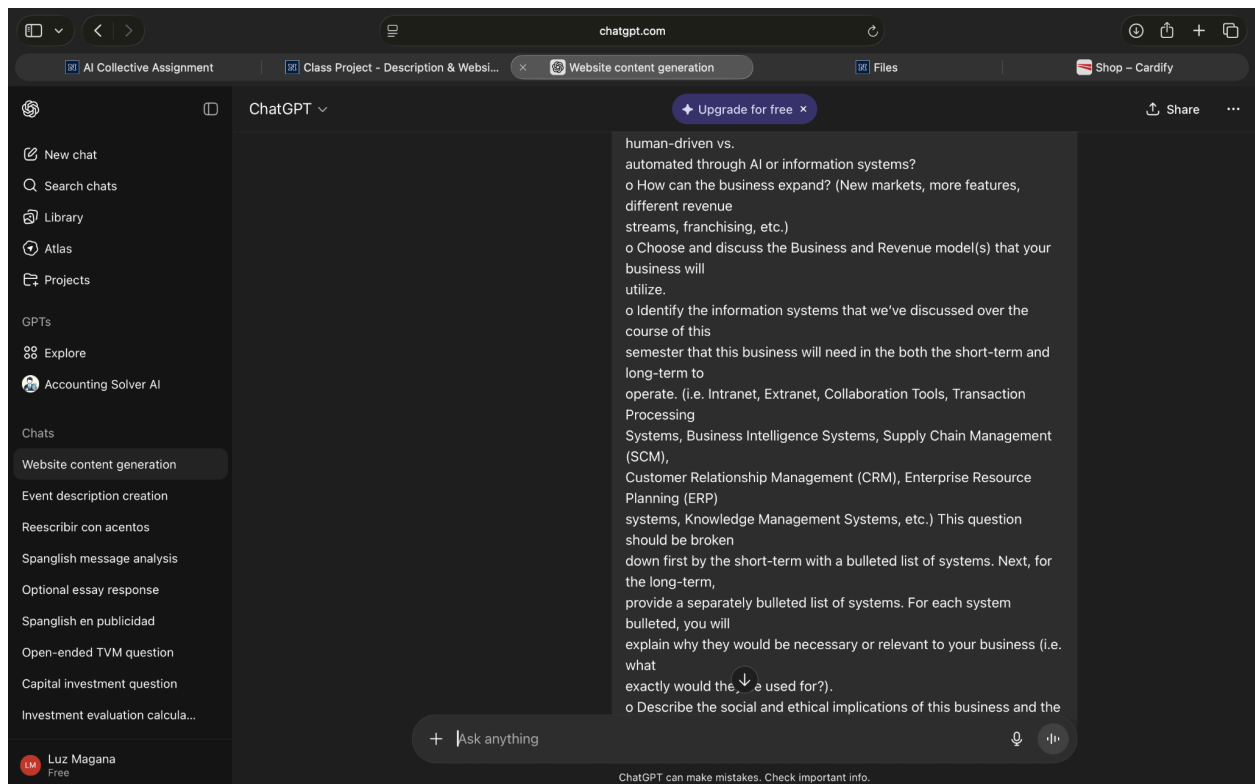 chatgpt.com
AI Collective Assignment
Class Project - Description & Websi...
Website content generation
Files
Shop – Cardify
ChatGPT
Upgrade for free
Share
New chat
Search chats
Library
Atlas
Projects
GPTs
Explore
Accounting Solver AI
Chats
Website content generation
Event description creation
Reescribir con acentos
Spanglish message analysis
Optional essay response
Spanglish en publicidad
Open-ended TVM question
Capital investment question
Investment evaluation calcula...
LM
Luz Magana
Free
human-driven vs.
automated through AI or information systems?
o How can the business expand? (New markets, more features,
different revenue
streams, franchising, etc.)
o Choose and discuss the Business and Revenue model(s) that your
business will
utilize.
o Identify the information systems that we've discussed over the
course of this
semester that this business will need in the both the short-term and
long-term to
operate. (i.e. Intranet, Extranet, Collaboration Tools, Transaction
Processing
Systems, Business Intelligence Systems, Supply Chain Management
(SCM),
Customer Relationship Management (CRM), Enterprise Resource
Planning (ERP)
systems, Knowledge Management Systems, etc.) This question
should be broken
down first by the short-term with a bulleted list of systems. Next, for
the long-term,
provide a separately bulleted list of systems. For each system
bulleted, you will
explain why they would be necessary or relevant to your business (i.e.
what
exactly would used for?).
o Describe the social and ethical implications of this business and the
Ask anything
ChatGPT can make mistakes. Check important info.